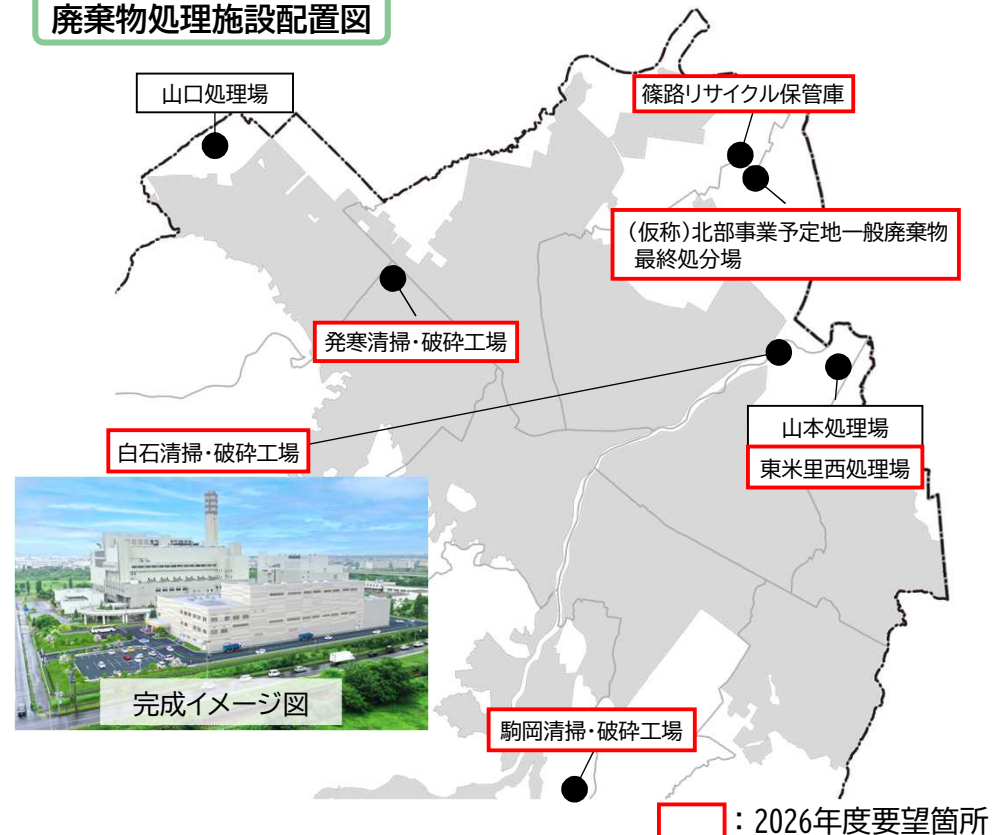 廃棄物処理施設配置図
山口処理場
篠路リサイクル保管庫
(仮称)北部事業予定地一般廃棄物
最終処分場
発寒清掃・破砕工場
白石清掃・破砕工場
山本処理場
東米里西処理場
完成イメージ図
駒岡清掃・破砕工場
：2026年度要望箇所